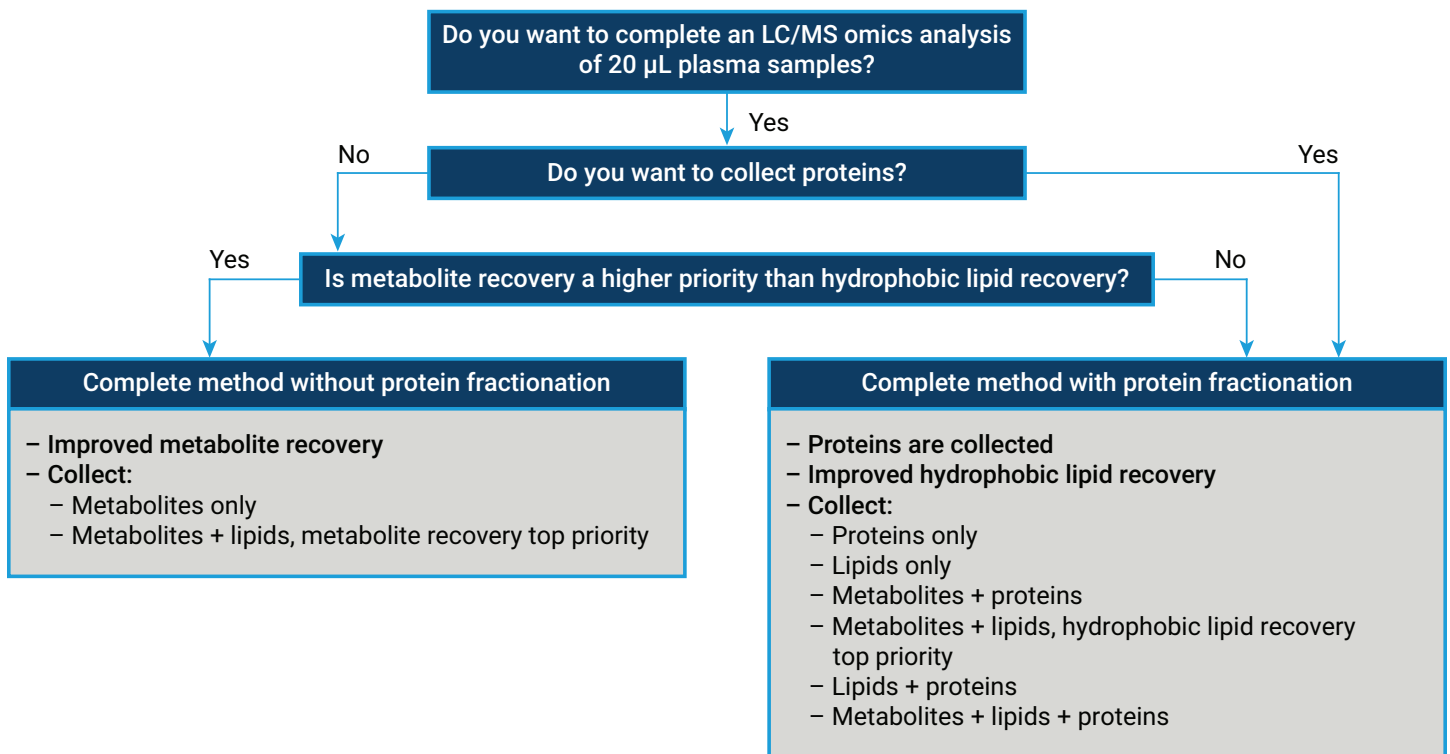 Do you want to complete an LC/MS omics analysis
of 20 µL plasma samples?
Yes
No
Do you want to collect proteins?
Yes
Yes
Is metabolite recovery a higher priority than hydrophobic lipid recovery?
No
Complete method without protein fractionation
– Improved metabolite recovery
– Collect:
– Metabolites only
– Metabolites + lipids, metabolite recovery top priority
Complete method with protein fractionation
– Proteins are collected
– Improved hydrophobic lipid recovery
– Collect:
– Proteins only
– Lipids only
– Metabolites + proteins
– Metabolites + lipids, hydrophobic lipid recovery
top priority
– Lipids + proteins
– Metabolites + lipids + proteins